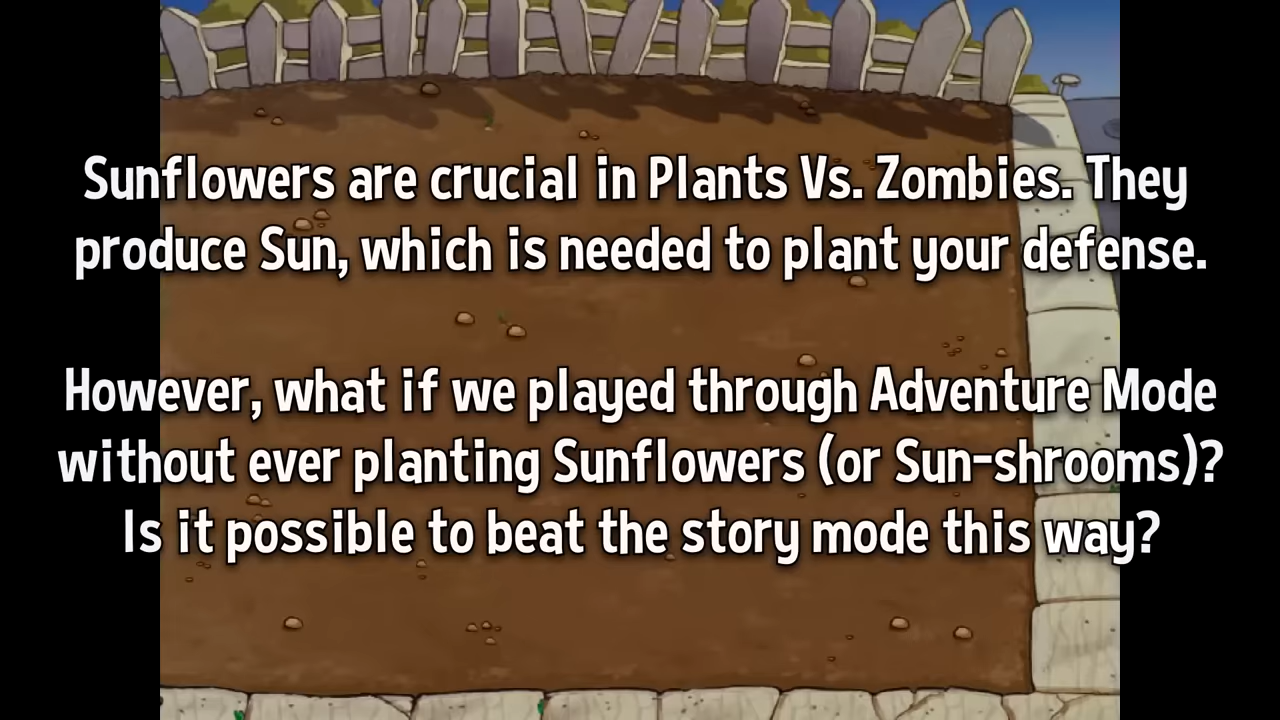 Sunflowers are crucial in Plants Vs. Zombies. They
produce Sun, which is needed to plant your defense.
However, what if we played through Adventure Mode
without ever planting Sunflowers (or Sun-shrooms)?
Is it possible to beat the story mode this way?